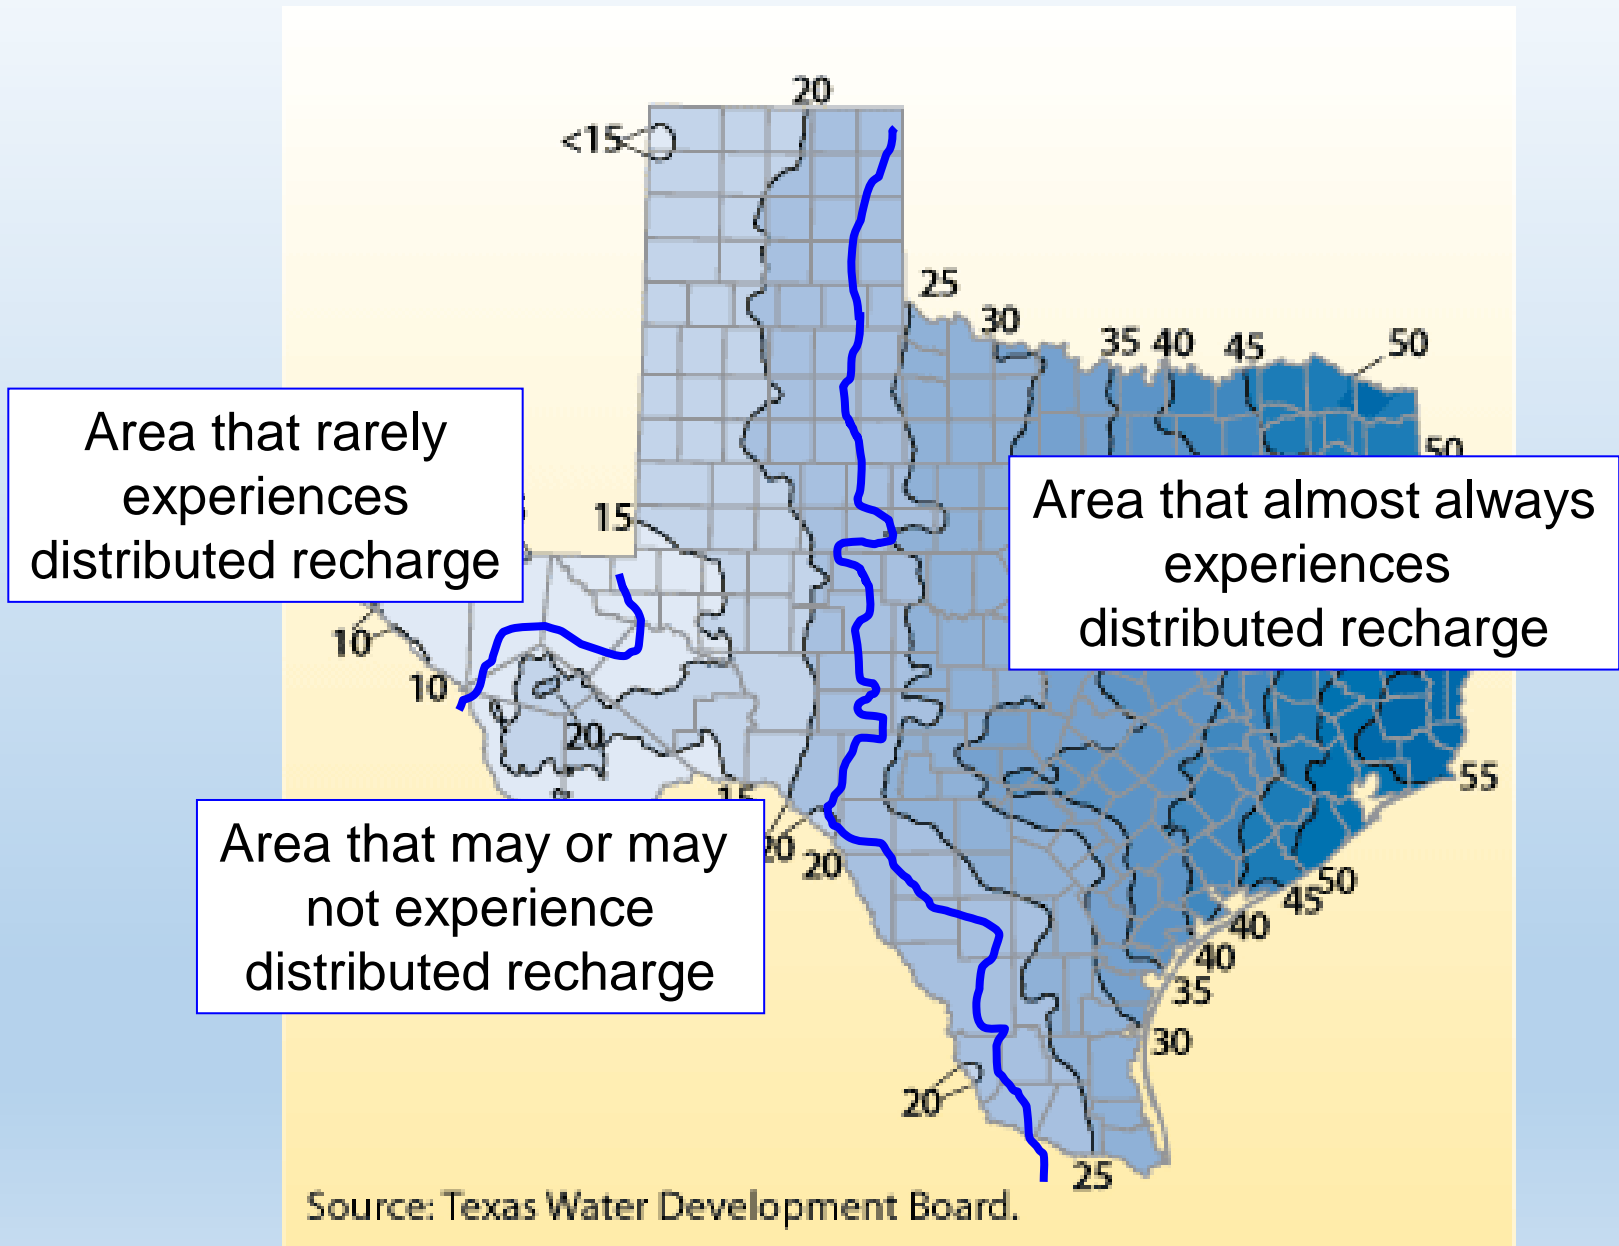 20
<15
25
30
35 40 45 50
50
Area that rarely
experiences
distributed recharge
Area that almost always
experiences
distributed recharge
15
10
10
20
55
15
Area that may or may
not experience
distributed recharge
20
20
50
45
40
40
35
30
20
25
Source: Texas Water Development Board.